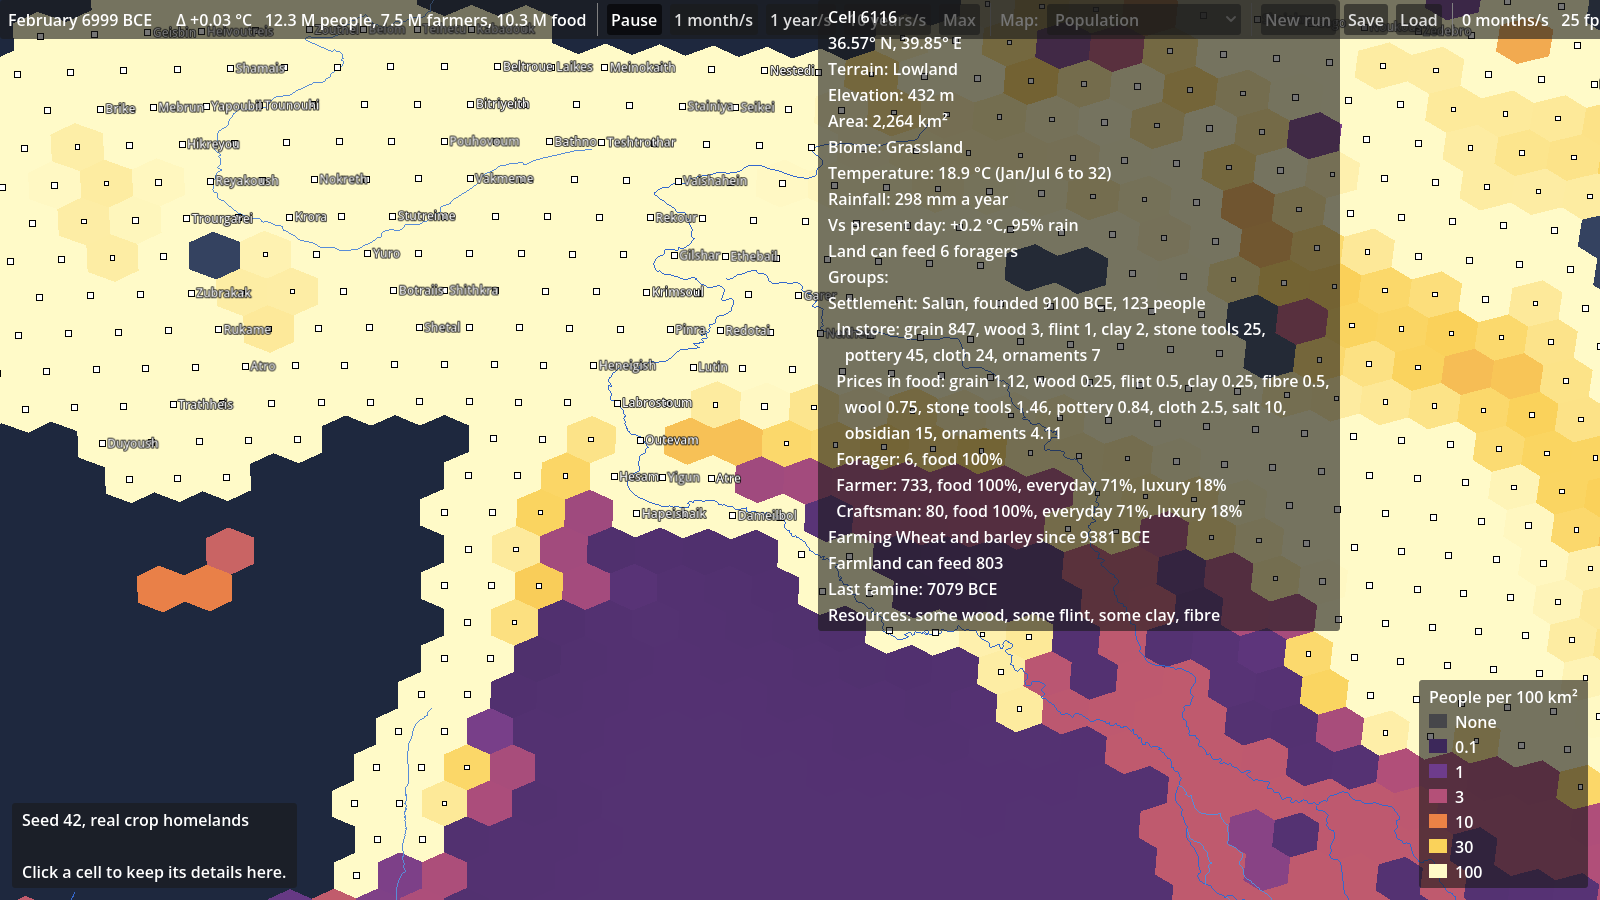 February 6999 BCE Δ +0.03 °C 12.3 M people, 7.5 M farmers, 10.3 M food Pause 1 month/s 1 year/s 6 year/s Max Map: Population New run Save Load 0 months/s 25 fp
Shamais Beltroue Laikes Meinokaith Nestedi
Brike Mebrun Yapoubil Tounouhi Bitriyeith Stainiya Seikei
Hikreyou Pouhovoum Bathno Teshtrothar
Reyakoush Nokreth Vakmeme Vaishahein
Trourgarei Krora Stutreime Rekour
Yuro Gilshar Ethebail
Zubrakak Botraiis Shithkra Krimsoul
Rukame Shetal Pinra Redotai
Atro Heneigish Lutin
Trathheis Labrostoum
Duyoush Outevam
Hesam Yigun Atre
Hapeishaik Dameilbol
Cell 6116
36.57° N, 39.85° E
Terrain: Lowland
Elevation: 432 m
Area: 2,264 km²
Biome: Grassland
Temperature: 18.9 °C (Jan/Jul 6 to 32)
Rainfall: 298 mm a year
Vs present day: +0.2 °C, 95% rain
Land can feed 6 foragers
Groups:
Settlement: Salun, founded 9100 BCE, 123 people
In store: grain 847, wood 3, flint 1, clay 2, stone tools 25,
pottery 45, cloth 24, ornaments 7
Prices in food: grain 1.12, wood 0.25, flint 0.5, clay 0.25, fibre 0.5,
wool 0.75, stone tools 1.46, pottery 0.84, cloth 2.5, salt 10,
obsidian 15, ornaments 4.11
Forager: 6, food 100%
Farmer: 733, food 100%, everyday 71%, luxury 18%
Craftsman: 80, food 100%, everyday 71%, luxury 18%
Farming Wheat and barley since 9381 BCE
Farmland can feed 803
Last famine: 7079 BCE
Resources: some wood, some flint, some clay, fibre
People per 100 km²
None
0.1
1
3
10
30
100
Seed 42, real crop homelands
Click a cell to keep its details here.